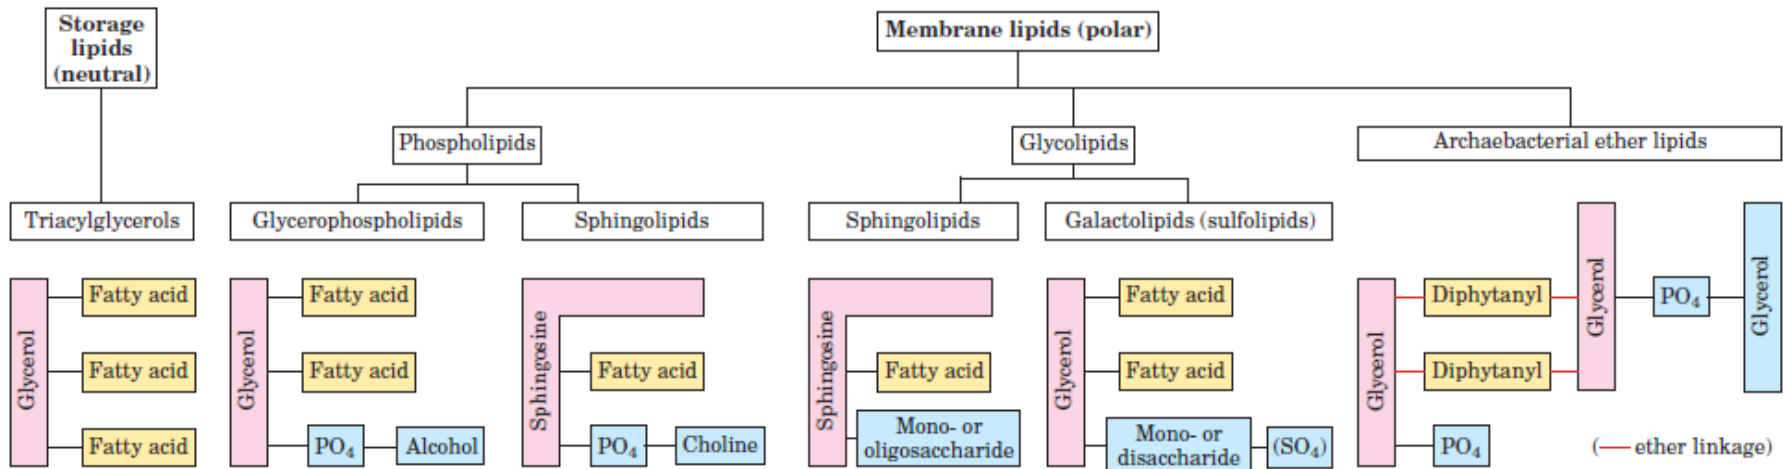 Storage
lipids
(neutral)
Membrane lipids (polar)
Phospholipids
Glycolipids
Archaebacterial ether lipids
Triacylglycerols
Glycerophospholipids
Sphingolipids
Sphingolipids
Galactolipids (sulfolipids)
Glycerol
Fatty acid
Fatty acid
Fatty acid
Glycerol
Fatty acid
Fatty acid
PO4
Alcohol
Sphingosine
Fatty acid
PO4
Choline
Sphingosine
Fatty acid
Mono- or
oligosaccharide
Glycerol
Fatty acid
Fatty acid
Mono- or
disaccharide
(SO4)
Glycerol
Diphytanyl
Diphytanyl
PO4
Glycerol
PO4
Glycerol
(— ether linkage)